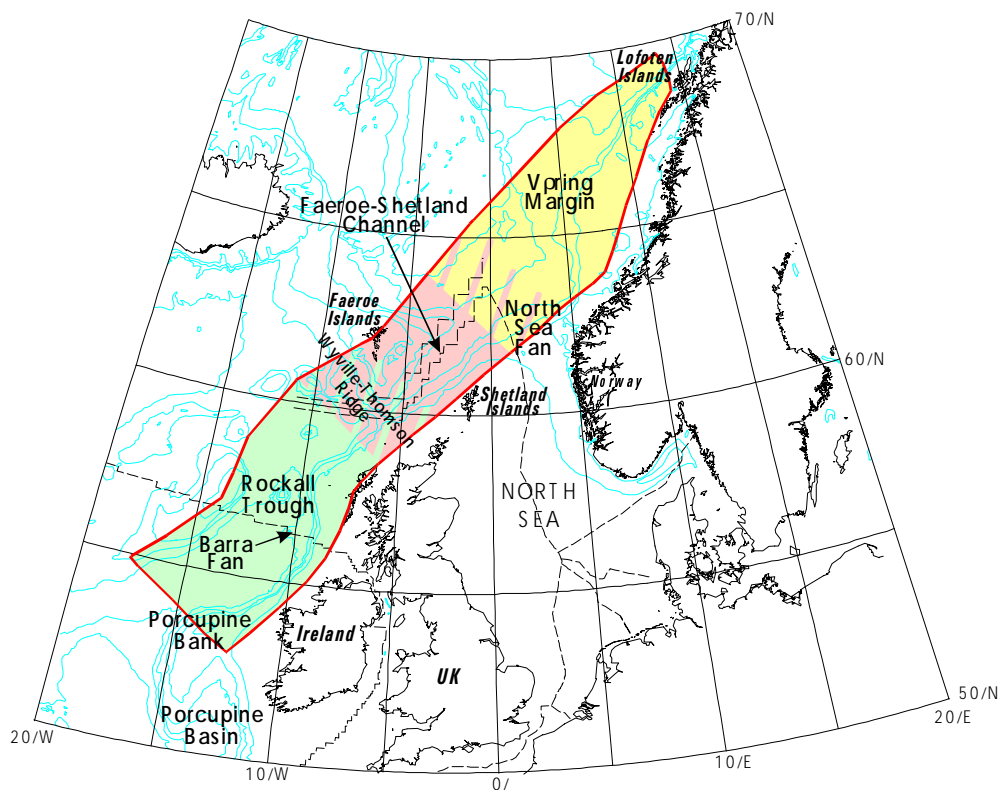 70/N
Lofoten
Islands
Vøring
Margin
Faeroe-Shetland
Channel
Faeroe
Islands
North
Sea
Fan
Wyville-Thomson
Ridge
60/N
Norway
Shetland
Islands
Rockall
Trough
NORTH
SEA
Barra
Fan
Porcupine
Bank
Ireland
UK
Porcupine
Basin
50/N
20/E
20/W
10/W
10/E
0/